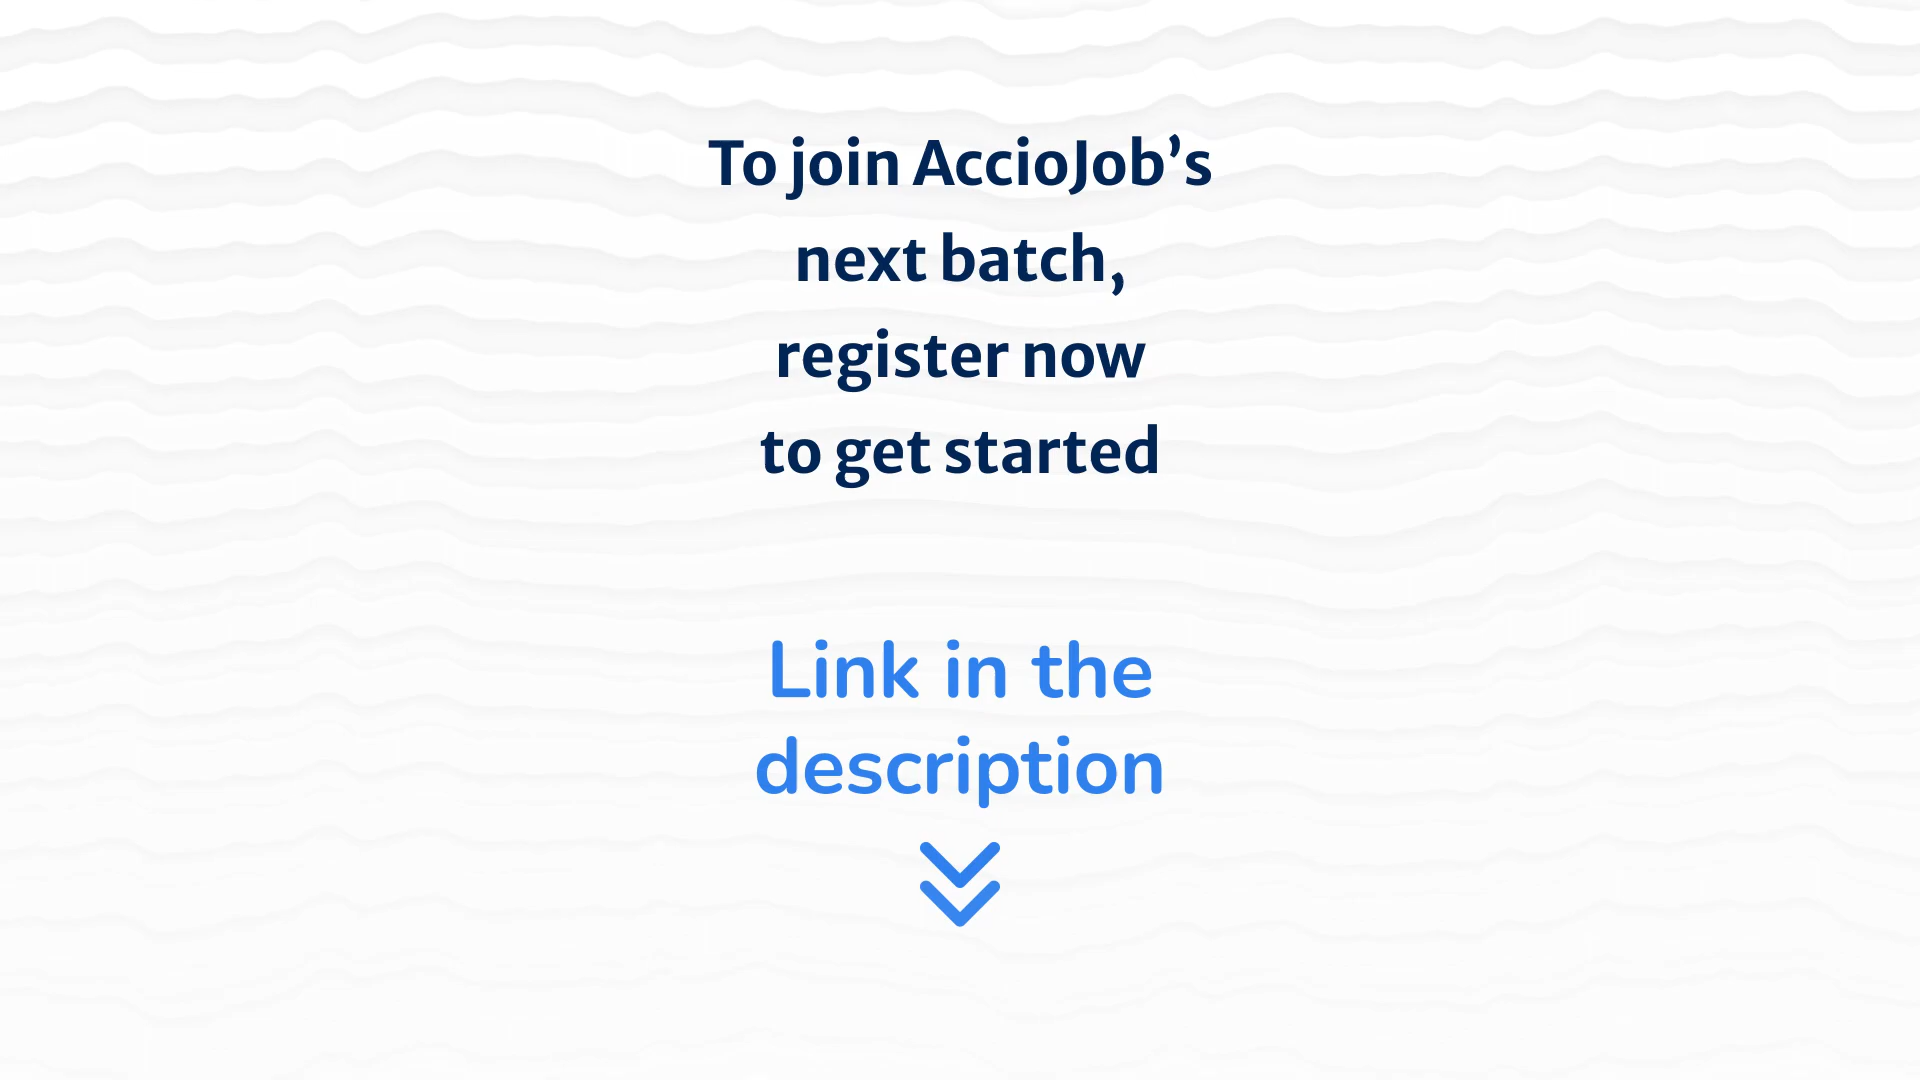 To join AccioJob’s
next batch,
register now
to get started
Link in the
description